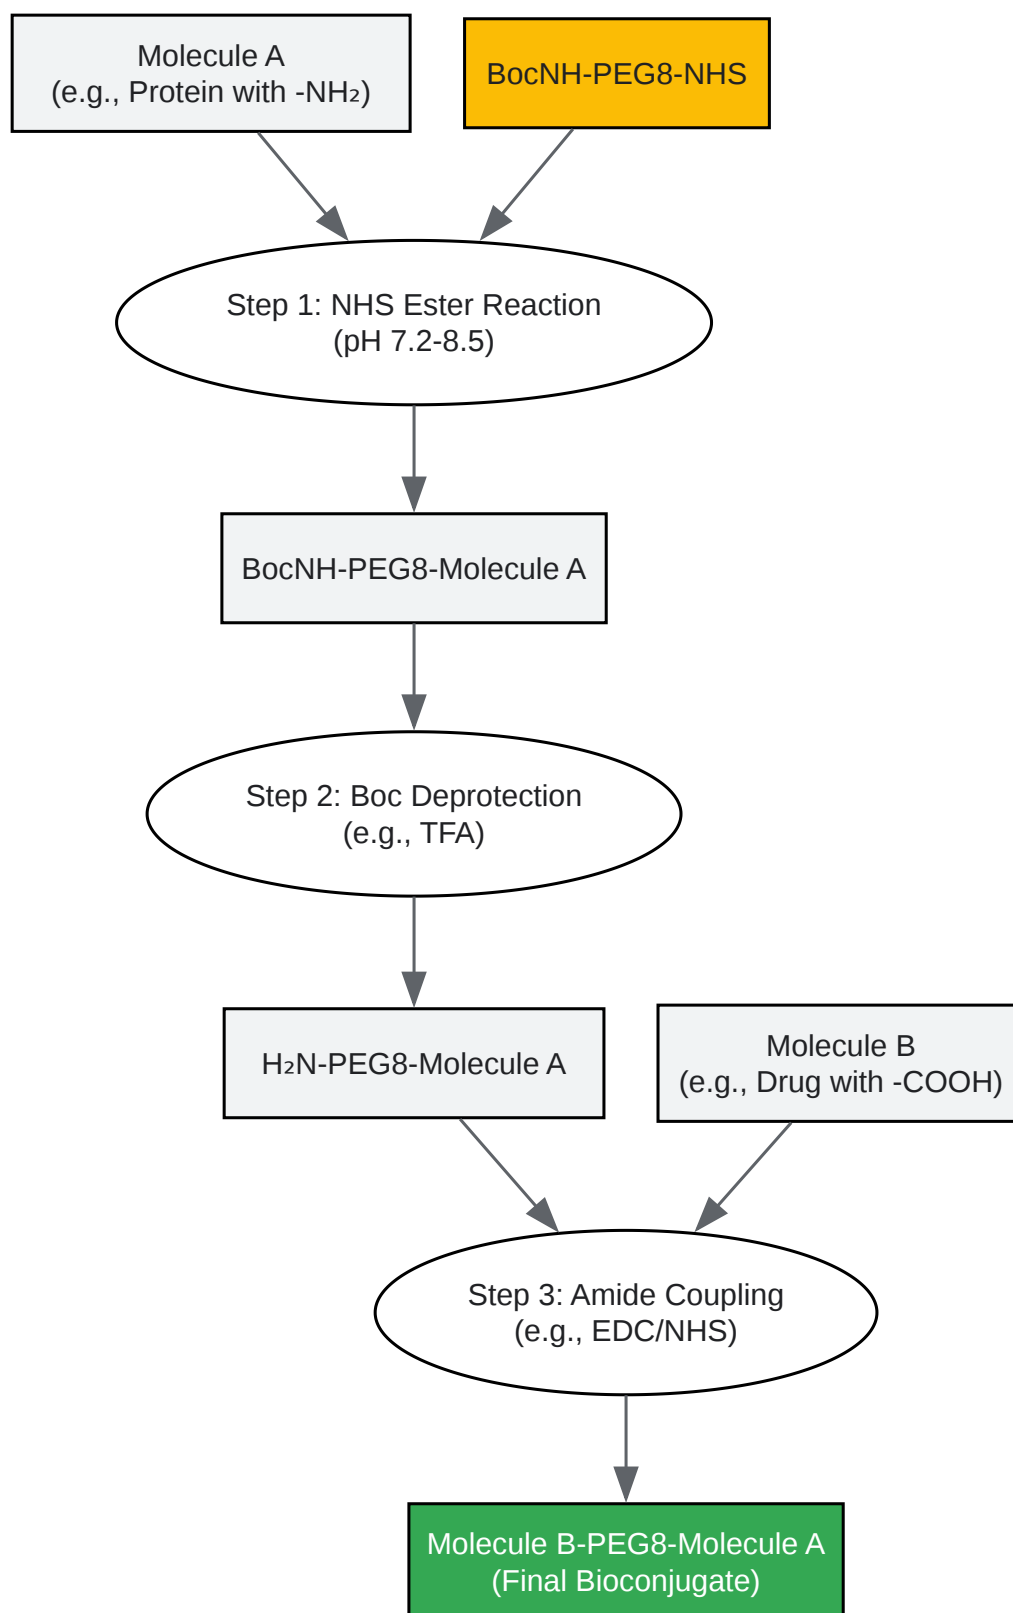 Molecule A
(e.g., Protein with -NH₂)
BocNH-PEG8-NHS
Step 1: NHS Ester Reaction
(pH 7.2-8.5)
BocNH-PEG8-Molecule A
Step 2: Boc Deprotection
(e.g., TFA)
H₂N-PEG8-Molecule A
Molecule B
(e.g., Drug with -COOH)
Step 3: Amide Coupling
(e.g., EDC/NHS)
Molecule B-PEG8-Molecule A
(Final Bioconjugate)